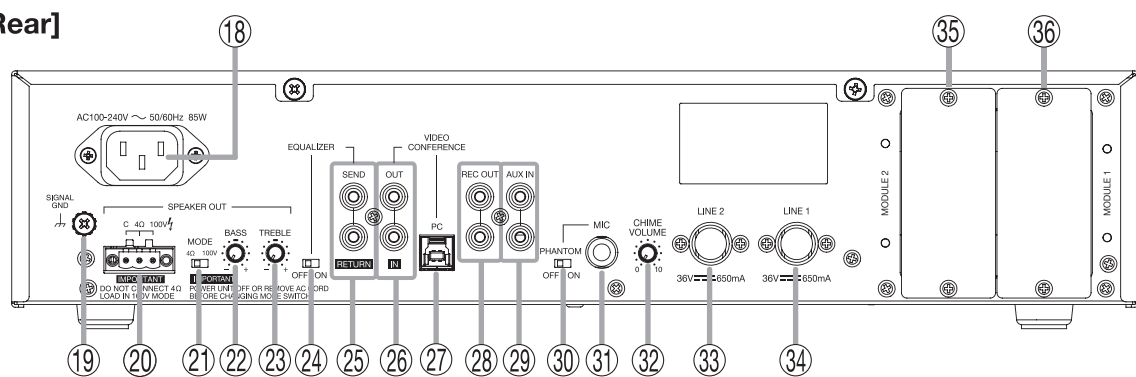 Rear]
18
35
36
AC100-240V ~ 50/60Hz 85W
EQUALIZER
VIDEO
CONFERENCE
SEND
OUT
REC OUT
AUX IN
SIGNAL
GND
SPEAKER OUT
C 4Ω 100V
MODE
4Ω 100V
BASS
- +
TREBLE
- +
OFF ON
RETURN
IN
PC
PHANTOM
OFF ON
MIC
CHIME
VOLUME
0 10
LINE 2
36V 650mA
LINE 1
36V 650mA
MODULE 2
MODULE 1
IMPORTANT
DO NOT CONNECT 4Ω
LOAD IN 100V MODE
IMPORTANT
POWER UNIT OFF OR REMOVE AC CORD
BEFORE CHANGING MODE SWITCH
19
20
21
22
23
24
25
26
27
28
29
30
31
32
33
34